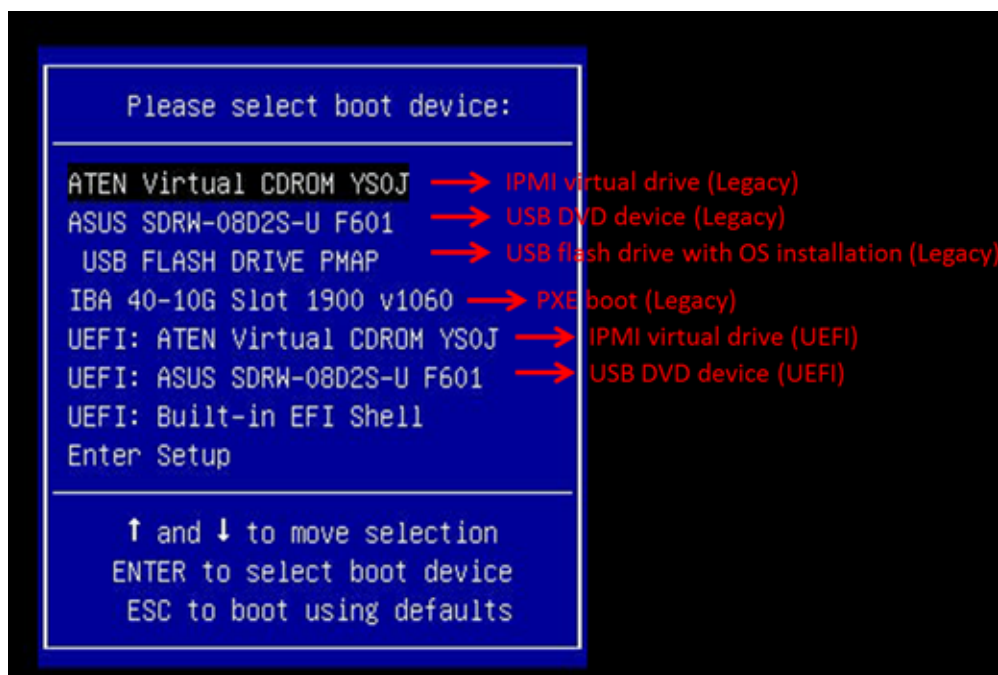 Please select boot device:
ATEN Virtual CDROM YS0J → IPMI virtual drive (Legacy)
ASUS SDRW-08D2S-U F601 → USB DVD device (Legacy)
USB FLASH DRIVE PMAP → USB flash drive with OS installation (Legacy)
IBA 40-10G Slot 1900 v1060 → PXE boot (Legacy)
UEFI: ATEN Virtual CDROM YS0J → IPMI virtual drive (UEFI)
UEFI: ASUS SDRW-08D2S-U F601 → USB DVD device (UEFI)
UEFI: Built-in EFI Shell
Enter Setup
↑ and ↓ to move selection
ENTER to select boot device
ESC to boot using defaults